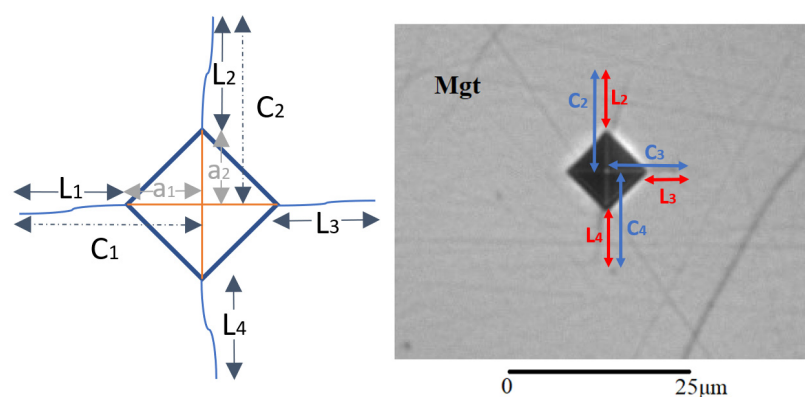 L₂
C₂
a₂
L₁
a₁
C₁
L₃
L₄
Mgt
C₂
L₂
C₃
L₃
L₄
C₄
0
25μm